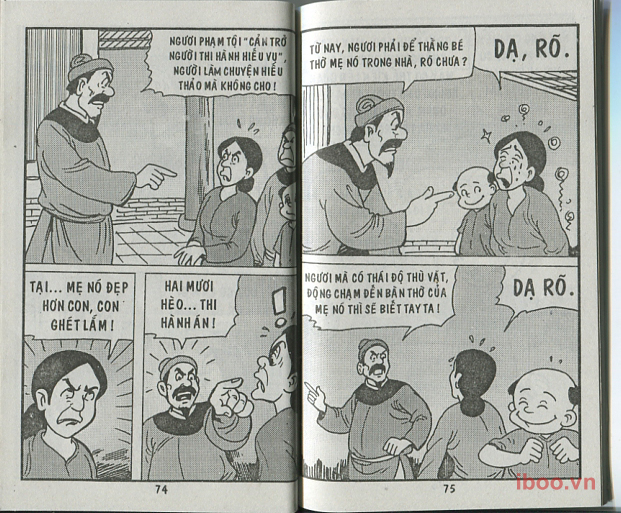 NGƯƠI PHẠM TỘI "CẢN TRỞ
NGƯỜI THI HÀNH HIẾU VỤ",
NGƯỜI LÀM CHUYỆN HIẾU
THẢO MÀ KHÔNG CHO!
TẠI... MẸ NÓ ĐẸP
HƠN CON, CON
GHÉT LẮM!
HAI MƯƠI
HÈO... THI
HÀNH ÁN!
!
74
TỪ NAY, NGƯƠI PHẢI ĐỂ THẰNG BÉ
THỜ MẸ NÓ TRONG NHÀ, RÕ CHƯA?
DẠ, RÕ.
NGƯƠI MÀ CÓ THÁI ĐỘ THÙ VẶT,
ĐỘNG CHẠM ĐẾN BÀN THỜ CỦA
MẸ NÓ THÌ SẼ BIẾT TAY TA!
DẠ RÕ.
75
iboo.vn